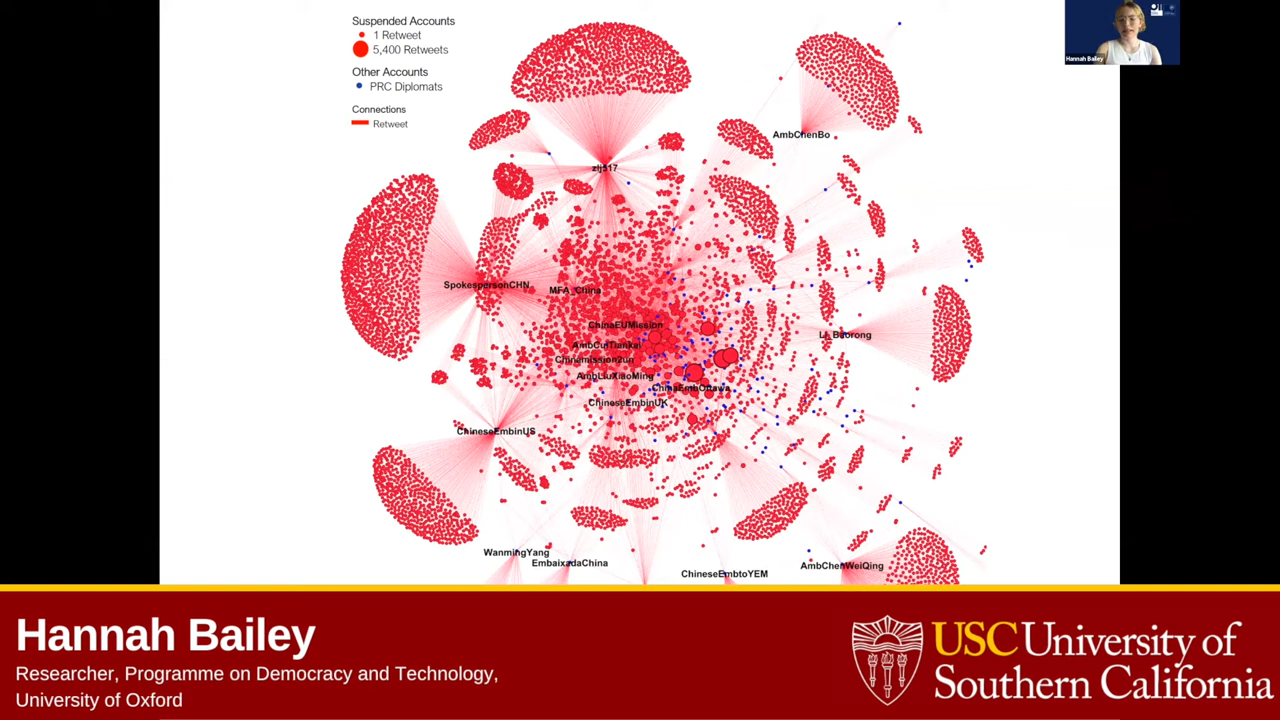 Suspended Accounts
1 Retweet
5,400 Retweets
Other Accounts
PRC Diplomats
Connections
Retweet
Hannah Bailey
AmbChenBo
zlj517
SpokespersonCHN
MFA_China
ChinaEUMission
Li_Baorong
AmbCuiTiankai
Chinamission2un
AmbLiuXiaoMing
ChinaEmbOttawa
ChineseEmbinUK
ChineseEmbinUS
WanmingYang
EmbaixadaChina
AmbChenWeiQing
ChineseEmbtoYEM
Hannah Bailey
Researcher, Programme on Democracy and Technology,
University of Oxford
USC University of
Southern California